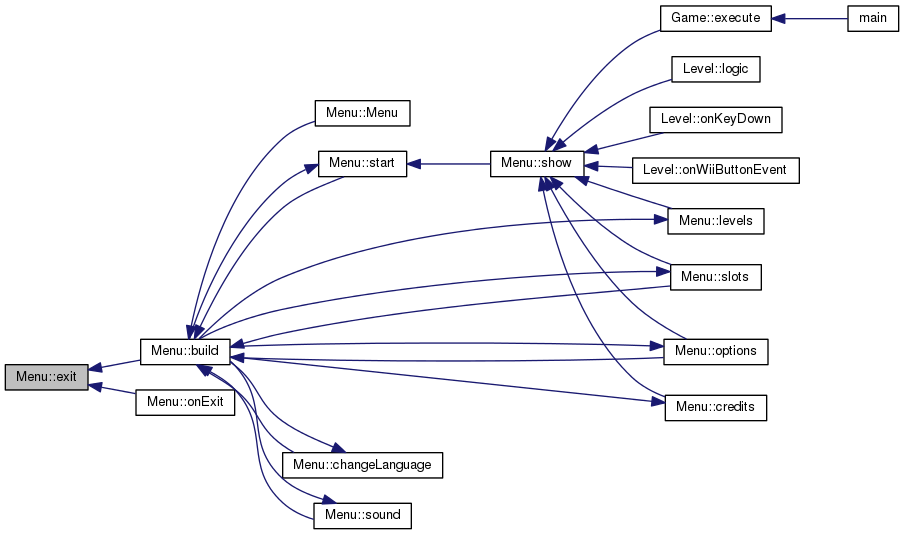 Game::execute
main
Level::logic
Menu::Menu
Level::onKeyDown
Menu::start
Menu::show
Level::onWiiButtonEvent
Menu::levels
Menu::slots
Menu::build
Menu::options
Menu::exit
Menu::onExit
Menu::credits
Menu::changeLanguage
Menu::sound